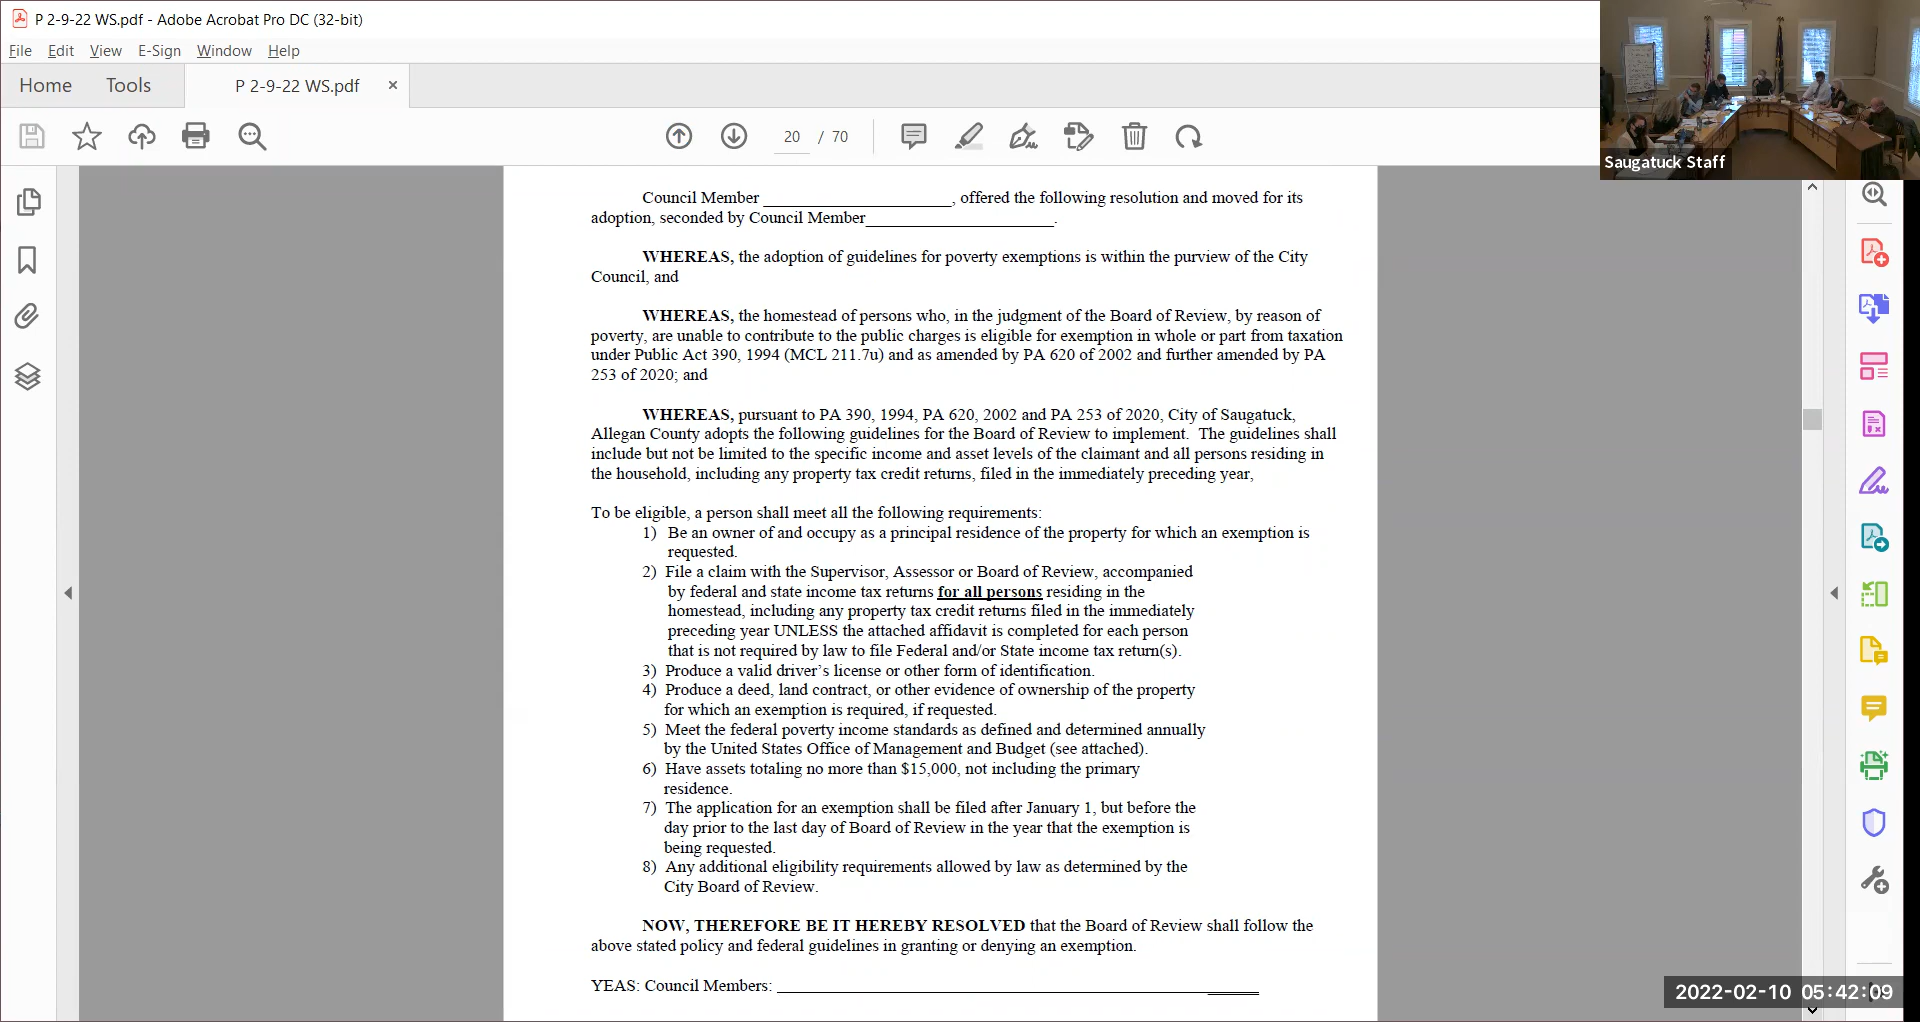 P 2-9-22 WS.pdf - Adobe Acrobat Pro DC (32-bit)
File Edit View E-Sign Window Help
Home Tools P 2-9-22 WS.pdf ×
20 / 70
Saugatuck Staff
Council Member ______________________, offered the following resolution and moved for its
adoption, seconded by Council Member______________________.
WHEREAS, the adoption of guidelines for poverty exemptions is within the purview of the City
Council, and
WHEREAS, the homestead of persons who, in the judgment of the Board of Review, by reason of
poverty, are unable to contribute to the public charges is eligible for exemption in whole or part from taxation
under Public Act 390, 1994 (MCL 211.7u) and as amended by PA 620 of 2002 and further amended by PA
253 of 2020; and
WHEREAS, pursuant to PA 390, 1994, PA 620, 2002 and PA 253 of 2020, City of Saugatuck,
Allegan County adopts the following guidelines for the Board of Review to implement. The guidelines shall
include but not be limited to the specific income and asset levels of the claimant and all persons residing in
the household, including any property tax credit returns, filed in the immediately preceding year,
To be eligible, a person shall meet all the following requirements:
1) Be an owner of and occupy as a principal residence of the property for which an exemption is
requested.
2) File a claim with the Supervisor, Assessor or Board of Review, accompanied
by federal and state income tax returns for all persons residing in the
homestead, including any property tax credit returns filed in the immediately
preceding year UNLESS the attached affidavit is completed for each person
that is not required by law to file Federal and/or State income tax return(s).
3) Produce a valid driver's license or other form of identification.
4) Produce a deed, land contract, or other evidence of ownership of the property
for which an exemption is required, if requested.
5) Meet the federal poverty income standards as defined and determined annually
by the United States Office of Management and Budget (see attached).
6) Have assets totaling no more than $15,000, not including the primary
residence.
7) The application for an exemption shall be filed after January 1, but before the
day prior to the last day of Board of Review in the year that the exemption is
being requested.
8) Any additional eligibility requirements allowed by law as determined by the
City Board of Review.
NOW, THEREFORE BE IT HEREBY RESOLVED that the Board of Review shall follow the
above stated policy and federal guidelines in granting or denying an exemption.
YEAS: Council Members: ______________________
2022-02-10 05:42:09